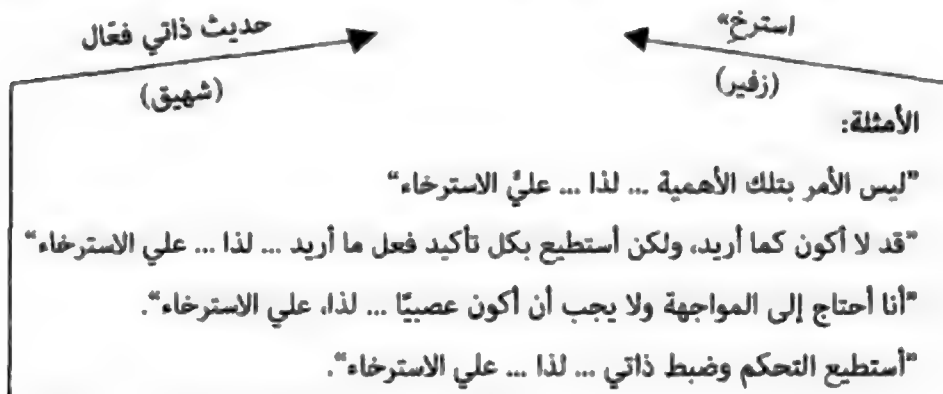 استرخِ"
(زفير)
حديث ذاتي فعّال
(شهيق)
الأمثلة:
"ليس الأمر بتلك الأهمية ... لذا ... عليَّ الاسترخاء"
"قد لا أكون كما أريد، ولكن أستطيع بكل تأكيد فعل ما أريد ... لذا ... علي الاسترخاء"
"أنا أحتاج إلى المواجهة ولا يجب أن أكون عصبيًا ... لذا، علي الاسترخاء".
"أستطيع التحكم وضبط ذاتي ... لذا ... علي الاسترخاء".